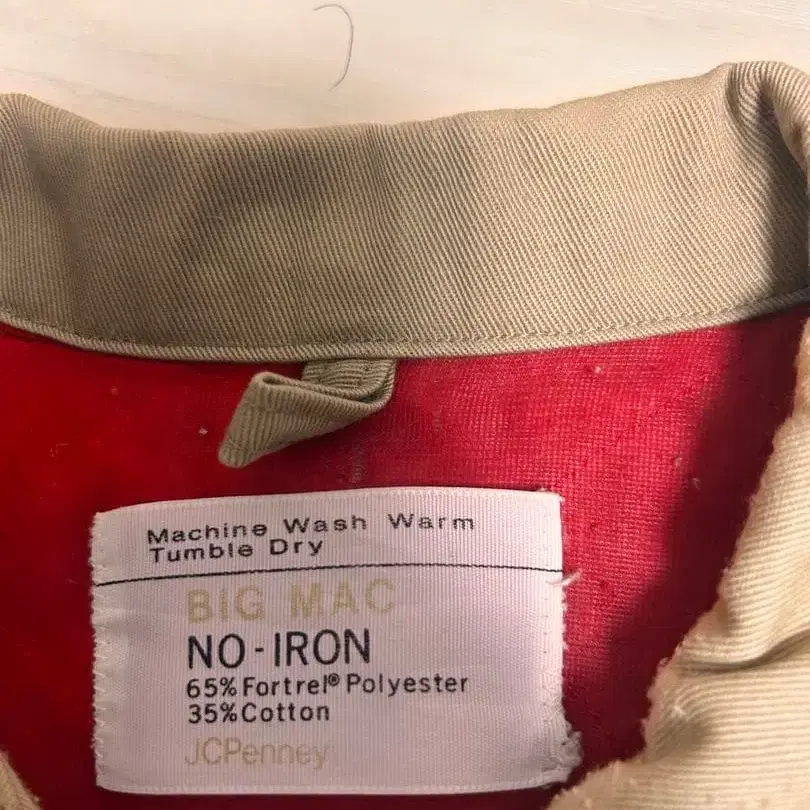 Machine Wash Warm
Tumble Dry
BIG MAC
NO-IRON
65% Fortrel® Polyester
35% Cotton
JCPenney